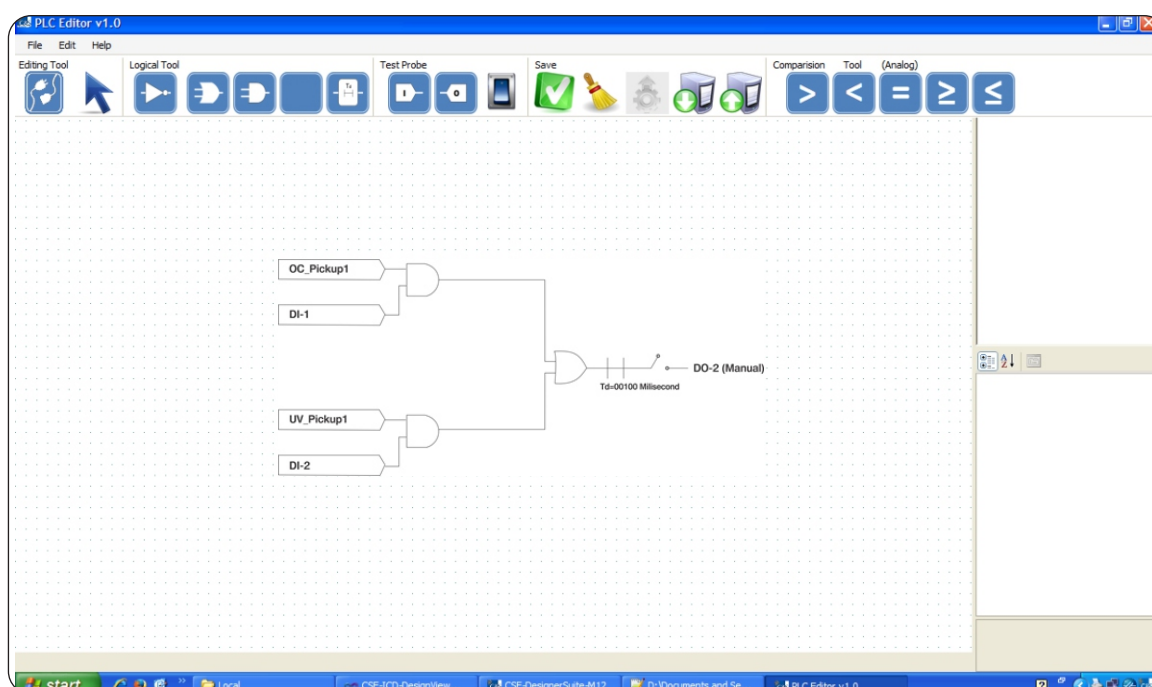 PLC Editor v1.0
File Edit Help
Editing Tool Logical Tool Test Probe Save Comparision Tool (Analog)
I O > < = ≥ ≤
OC_Pickup1
DI-1
DO-2 (Manual)
Td=00100 Milisecond
UV_Pickup1
DI-2
start Local CSE-ICD-DesignView CSE-DesignerSuite-M12 D:\Documents and Se PLC Editor v1.0